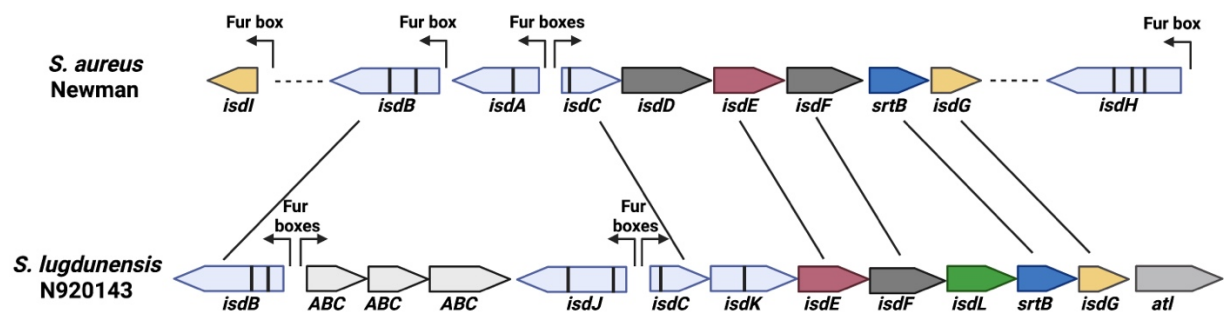 Fur box
Fur box
Fur boxes
Fur box
S. aureus
Newman
isdI
isdB
isdA
isdC
isdD
isdE
isdF
srtB
isdG
isdH
Fur
boxes
Fur
boxes
S. lugdunensis
N920143
isdB
ABC
ABC
ABC
isdJ
isdC
isdK
isdE
isdF
isdL
srtB
isdG
atl